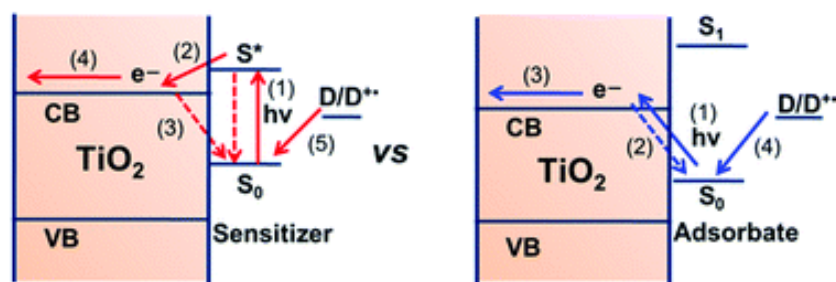 (4)
e−
(2)
S*
(1)
hν
D/D+•
CB
(3)
(5)
TiO2
S0
VB
Sensitizer
vs
S1
(3)
e−
(1)
hν
D/D+•
CB
(2)
(4)
TiO2
S0
VB
Adsorbate